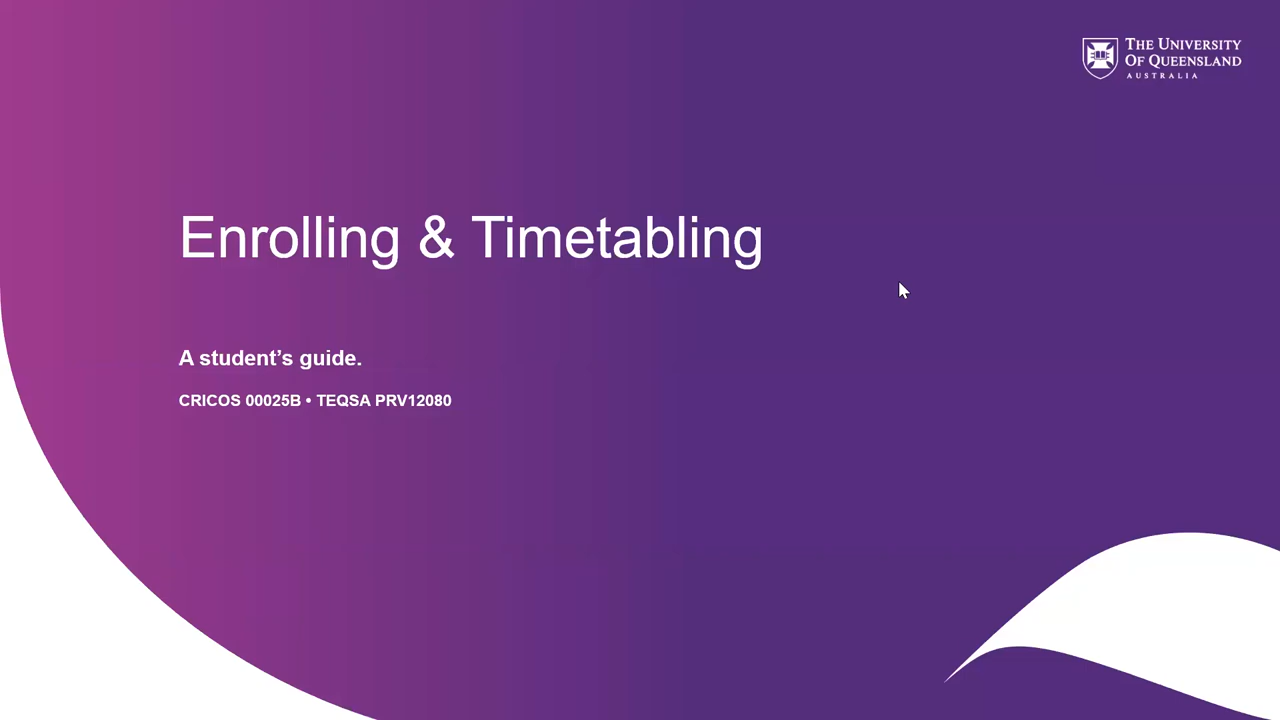 THE UNIVERSITY
OF QUEENSLAND
AUSTRALIA
Enrolling & Timetabling
A student’s guide.
CRICOS 00025B • TEQSA PRV12080